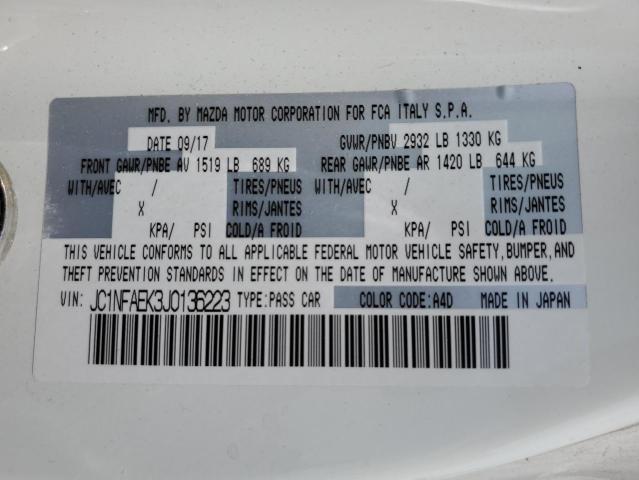 MFD. BY MAZDA MOTOR CORPORATION FOR FCA ITALY S.P.A.
DATE 09/17 GVWR/PNBV 2932 LB 1330 KG
FRONT GAWR/PNBE AV 1519 LB 689 KG REAR GAWR/PNBE AR 1420 LB 644 KG
WITH/AVEC / TIRES/PNEUS WITH/AVEC / TIRES/PNEUS
X RIMS/JANTES X RIMS/JANTES
KPA/ PSI COLD/A FROID KPA/ PSI COLD/A FROID
THIS VEHICLE CONFORMS TO ALL APPLICABLE FEDERAL MOTOR VEHICLE SAFETY, BUMPER, AND
THEFT PREVENTION STANDARDS IN EFFECT ON THE DATE OF MANUFACTURE SHOWN ABOVE.
VIN: JC1NFAEK3J0136223 TYPE: PASS CAR COLOR CODE: A4D MADE IN JAPAN